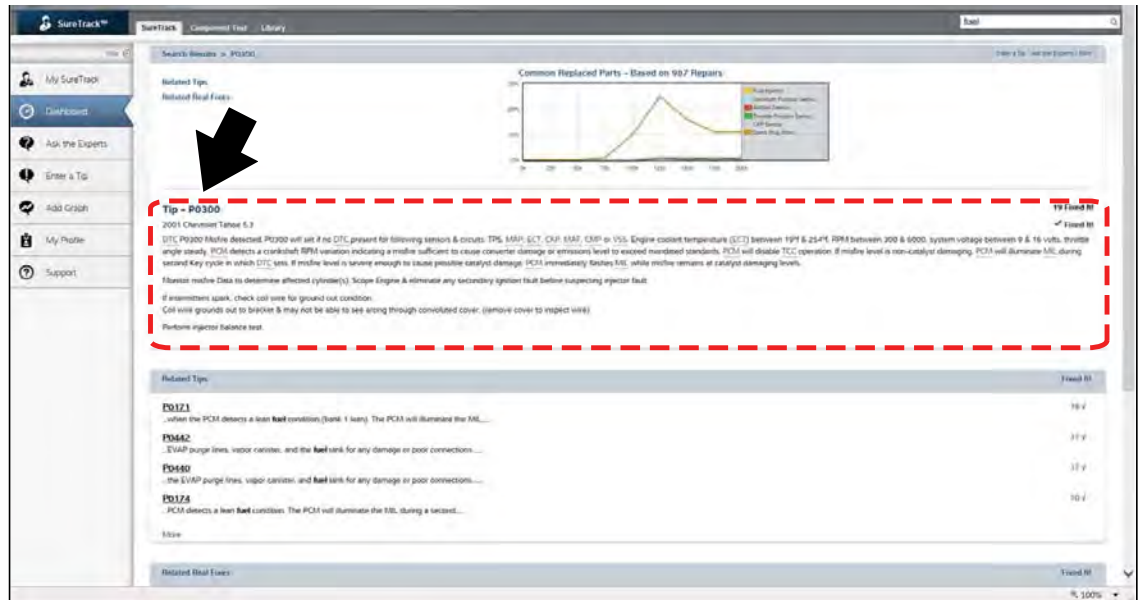 SureTrack™
SureTrack Component Test Library
fuel
Search Results > P0300
My SureTrack
Dashboard
Ask the Experts
Enter a Tip
Add Graph
My Profile
Support
Related Tips
Related Real Fixes
Common Replaced Parts - Based on 987 Repairs
Tip - P0300
19 Fixed It!
2001 Chevrolet Tahoe 5.3
✔ Fixed It!
DTC P0300 Misfire detected. P0300 will set if no DTC present for following sensors & circuits: TPS, MAP, ECT, CKP, MAF, CMP or VSS. Engine coolant temperature (ECT) between 19°f & 254°f. RPM between 300 & 6000, system voltage between 9 & 16 volts, throttle
angle steady. PCM detects a crankshaft RPM variation indicating a misfire sufficient to cause converter damage or emissions level to exceed mandated standards. PCM will disable TCC operation. If misfire level is non-catalyst damaging, PCM will illuminate MIL during
second Key cycle in which DTC sets. If misfire level is severe enough to cause possible catalyst damage, PCM immediately flashes MIL while misfire remains at catalyst damaging levels.
Monitor misfire Data to determine affected cylinder(s). Scope Engine & eliminate any secondary ignition fault before suspecting injector fault.
If intermittent spark, check coil wire for ground out condition.
Coil wire grounds out to bracket & may not be able to see arcing through convoluted cover. (remove cover to inspect wire)
Perform injector balance test.
Related Tips
Fixed It!
P0171
...when the PCM detects a lean fuel condition (bank 1 lean). The PCM will illuminate the MIL...
P0442
...EVAP purge lines, vapor canister, and the fuel tank for any damage or poor connections....
P0440
...the EVAP purge lines, vapor canister, and fuel tank for any damage or poor connections....
P0174
...PCM detects a lean fuel condition. The PCM will illuminate the MIL during a second...
More
Related Real Fixes
Fixed It!
100%